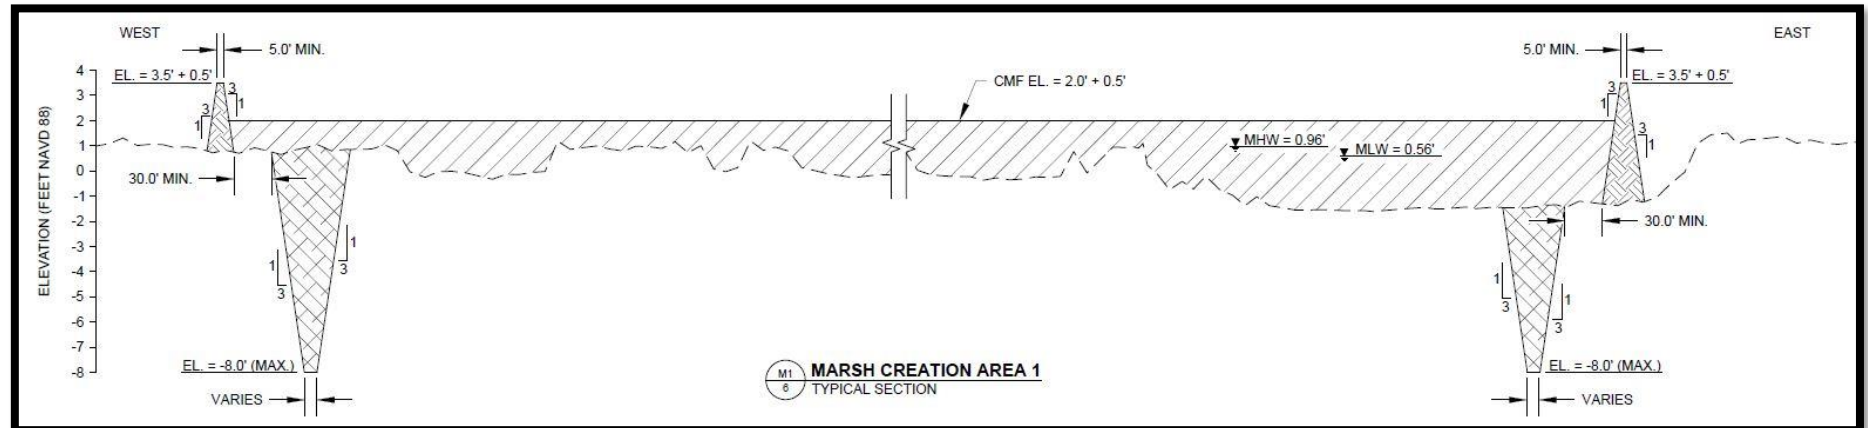 WEST
EAST
5.0' MIN.
5.0' MIN.
EL. = 3.5' + 0.5'
CMF EL. = 2.0' + 0.5'
EL. = 3.5' + 0.5'
ELEVATION (FEET NAVD 88)
4
3
2
1
0
-1
-2
-3
-4
-5
-6
-7
-8
3
1
3
1
3
1
3
1
MHW = 0.96'
MLW = 0.56'
30.0' MIN.
30.0' MIN.
1
3
1
3
1
3
1
3
EL. = -8.0' (MAX.)
EL. = -8.0' (MAX.)
VARIES
VARIES
M1
6
MARSH CREATION AREA 1
TYPICAL SECTION